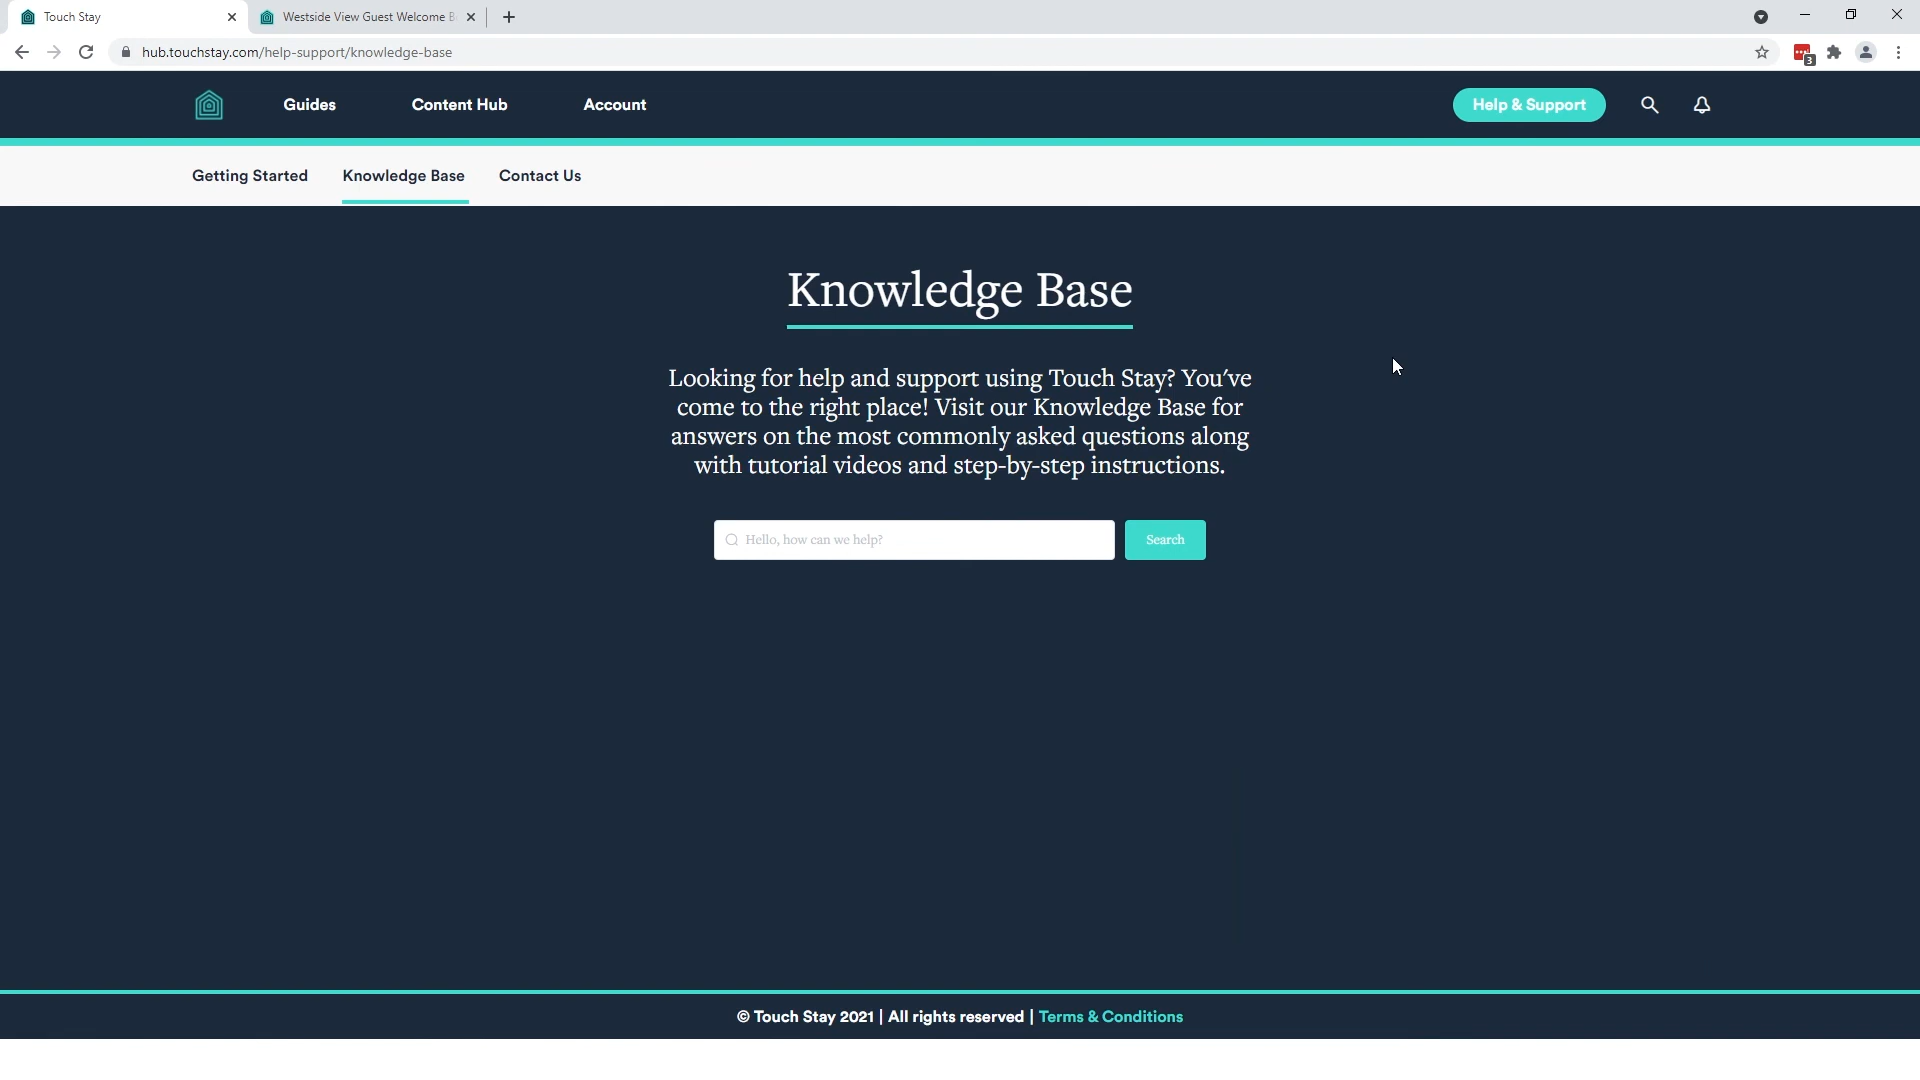 Touch Stay
Westside View Guest Welcome B
hub.touchstay.com/help-support/knowledge-base
3
Guides
Content Hub
Account
Help & Support
Getting Started
Knowledge Base
Contact Us
Knowledge Base
Looking for help and support using Touch Stay? You've
come to the right place! Visit our Knowledge Base for
answers on the most commonly asked questions along
with tutorial videos and step-by-step instructions.
Hello, how can we help?
Search
© Touch Stay 2021 | All rights reserved | Terms & Conditions